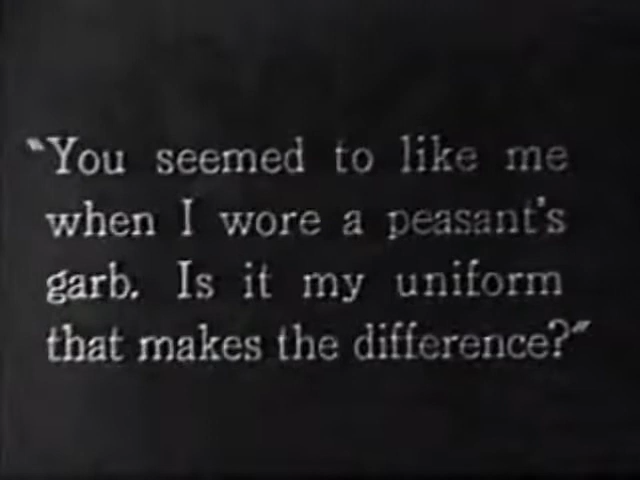 "You seemed to like me
when I wore a peasant's
garb. Is it my uniform
that makes the difference?"